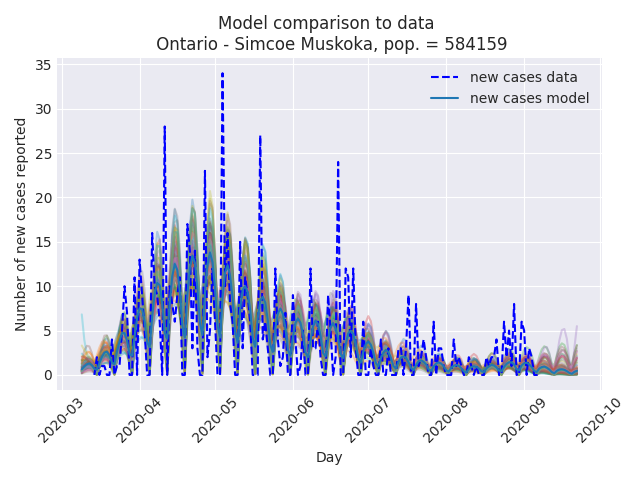 Model comparison to data
Ontario - Simcoe Muskoka, pop. = 584159
new cases data
new cases model
Number of new cases reported
35
30
25
20
15
10
5
0
2020-03
2020-04
2020-05
2020-06
2020-07
2020-08
2020-09
2020-10
Day